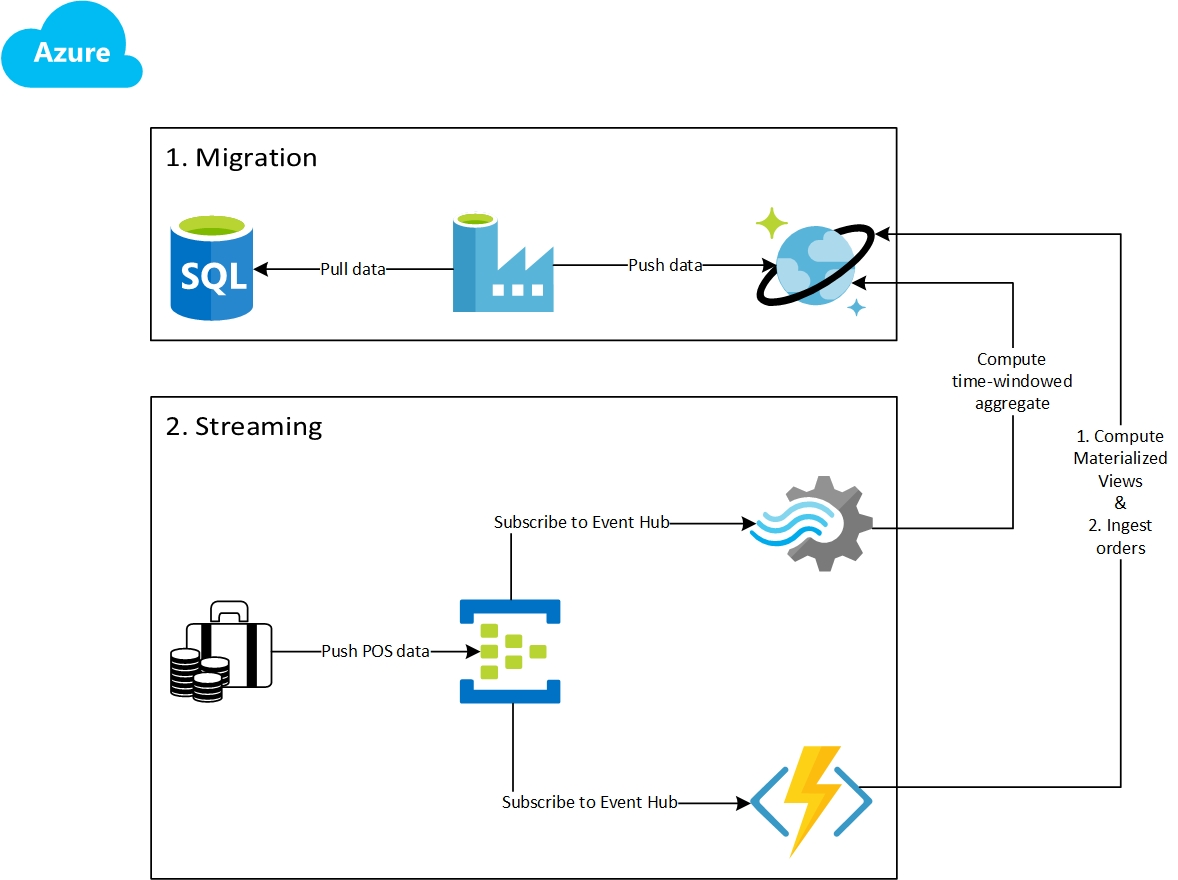 Azure
1. Migration
SQL
Pull data
Push data
Compute
time-windowed
aggregate
2. Streaming
1. Compute
Materialized
Views
&
2. Ingest
orders
Subscribe to Event Hub
Push POS data
Subscribe to Event Hub